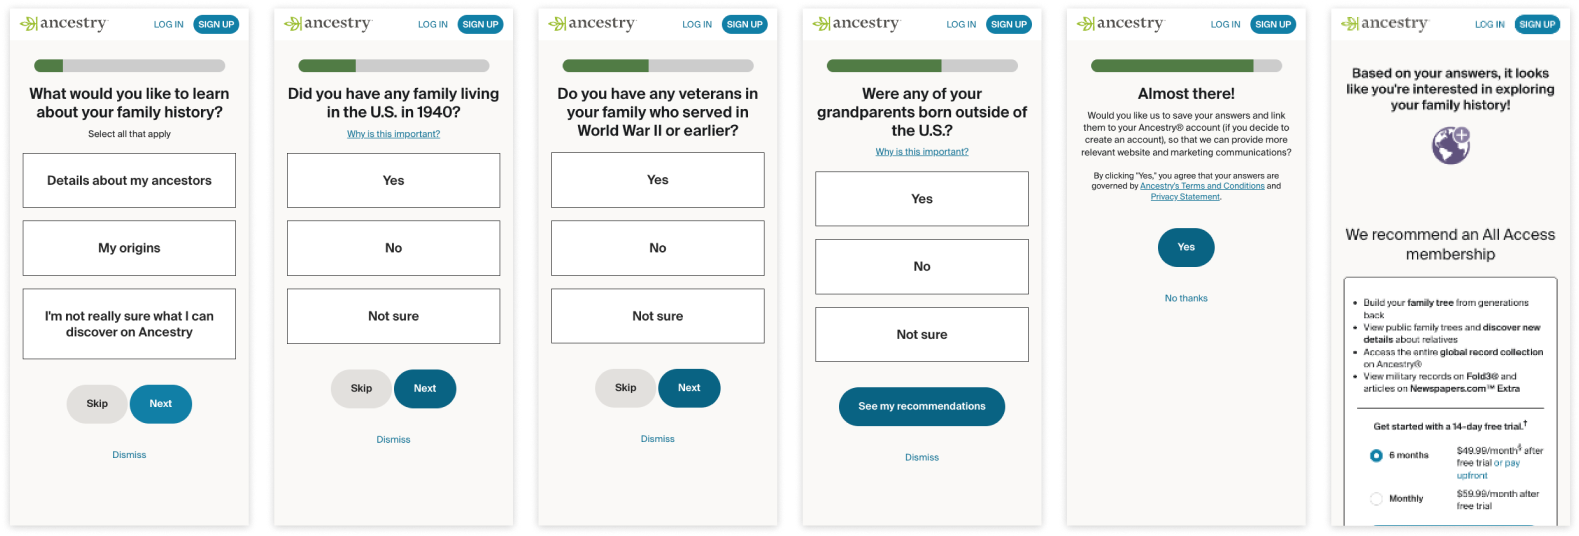 ancestry
LOG IN
SIGN UP
What would you like to learn
about your family history?
Select all that apply
Details about my ancestors
My origins
I'm not really sure what I can
discover on Ancestry
Skip
Next
Dismiss
ancestry
LOG IN
SIGN UP
Did you have any family living
in the U.S. in 1940?
Why is this important?
Yes
No
Not sure
Skip
Next
Dismiss
ancestry
LOG IN
SIGN UP
Do you have any veterans in
your family who served in
World War II or earlier?
Yes
No
Not sure
Skip
Next
Dismiss
ancestry
LOG IN
SIGN UP
Were any of your
grandparents born outside of
the U.S.?
Why is this important?
Yes
No
Not sure
See my recommendations
Dismiss
ancestry
LOG IN
SIGN UP
Almost there!
Would you like us to save your answers and link
them to your Ancestry® account (if you decide to
create an account), so that we can provide more
relevant website and marketing communications?
By clicking "Yes," you agree that your answers are
governed by Ancestry's Terms and Conditions and
Privacy Statement.
Yes
No thanks
ancestry
LOG IN
SIGN UP
Based on your answers, it looks
like you're interested in exploring
your family history!
We recommend an All Access
membership
• Build your family tree from generations
back
• View public family trees and discover new
details about relatives
• Access the entire global record collection
on Ancestry®
• View military records on Fold3® and
articles on Newspapers.com™ Extra
Get started with a 14-day free trial.†
6 months
$49.99/month§ after
free trial or pay
upfront
Monthly
$59.99/month after
free trial